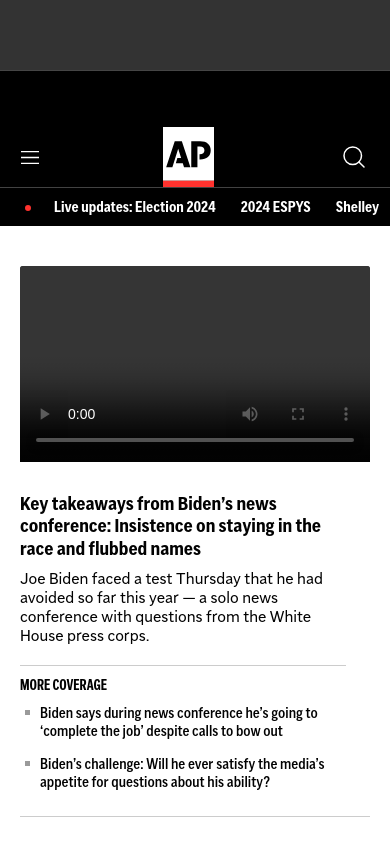 AP
Live updates: Election 2024 2024 ESPYS Shelley
0:00
Key takeaways from Biden’s news
conference: Insistence on staying in the
race and flubbed names
Joe Biden faced a test Thursday that he had
avoided so far this year — a solo news
conference with questions from the White
House press corps.
MORE COVERAGE
Biden says during news conference he’s going to
‘complete the job’ despite calls to bow out
Biden’s challenge: Will he ever satisfy the media’s
appetite for questions about his ability?